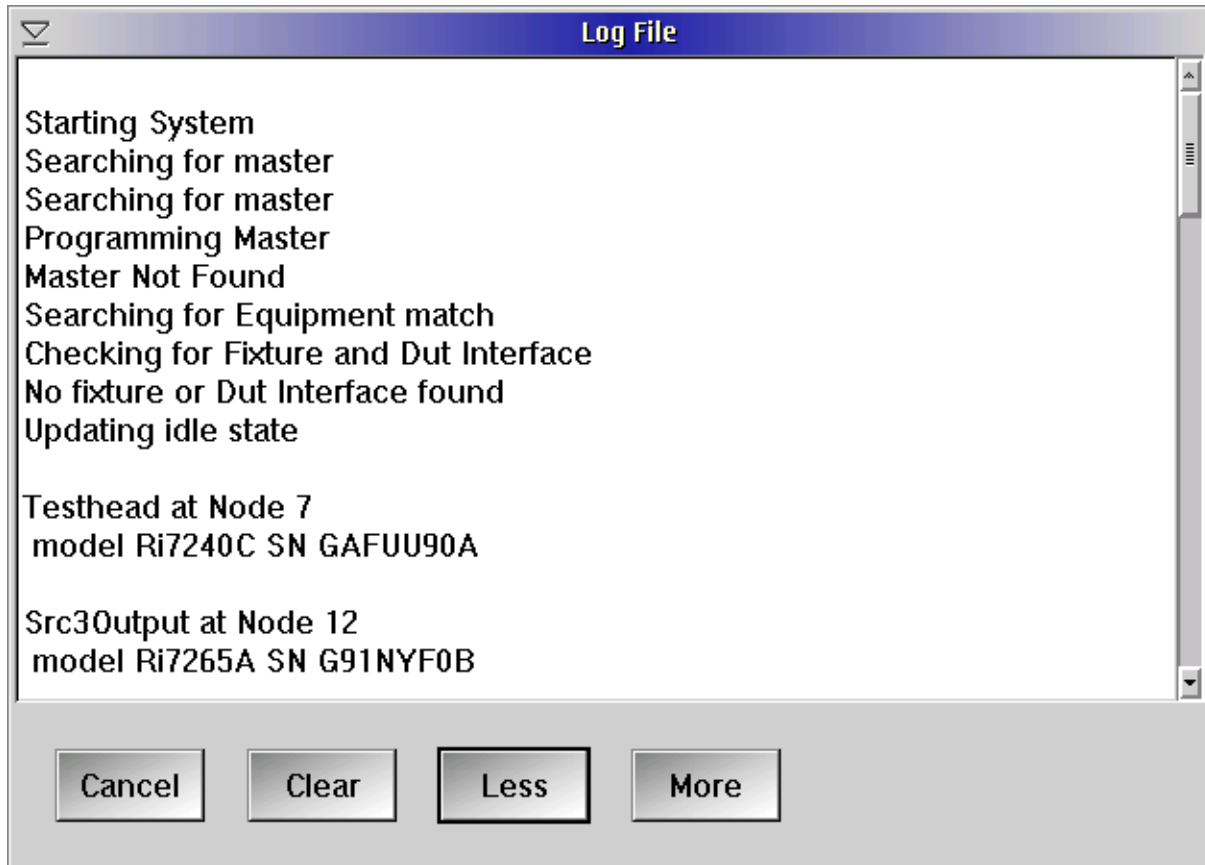 Log File
Starting System
Searching for master
Searching for master
Programming Master
Master Not Found
Searching for Equipment match
Checking for Fixture and Dut Interface
No fixture or Dut Interface found
Updating idle state
Testhead at Node 7
model Ri7240C SN GAFUU90A
Src3Output at Node 12
model Ri7265A SN G91NYF0B
Cancel Clear Less More